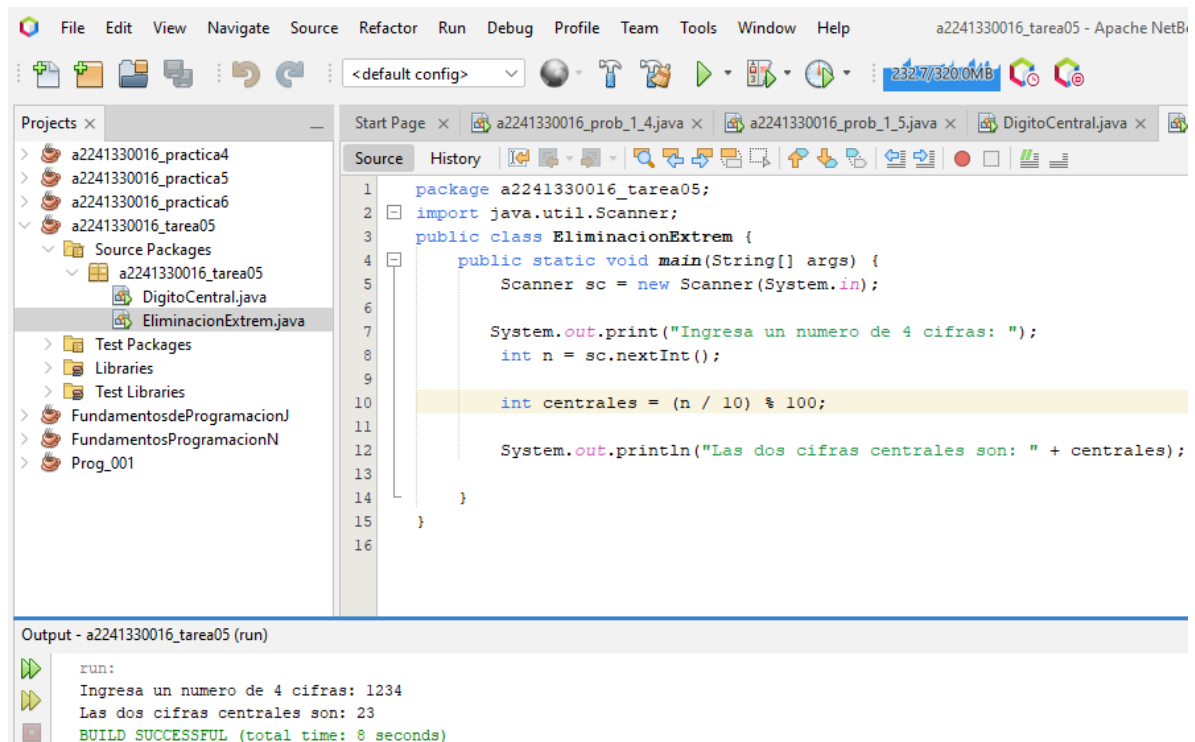 File Edit View Navigate Source Refactor Run Debug Profile Team Tools Window Help a2241330016_tarea05 - Apache NetBe
<default config> 232.7/320.0MB
Projects
Start Page a2241330016_prob_1_4.java a2241330016_prob_1_5.java DigitoCentral.java
a2241330016_practica4
a2241330016_practica5
a2241330016_practica6
a2241330016_tarea05
Source Packages
a2241330016_tarea05
DigitoCentral.java
EliminacionExtrem.java
Test Packages
Libraries
Test Libraries
FundamentosdeProgramacionJ
FundamentosProgramacionN
Prog_001
Source History
1 package a2241330016_tarea05;
2 import java.util.Scanner;
3 public class EliminacionExtrem {
4 public static void main(String[] args) {
5 Scanner sc = new Scanner(System.in);
6
7 System.out.print("Ingresa un numero de 4 cifras: ");
8 int n = sc.nextInt();
9
10 int centrales = (n / 10) % 100;
11
12 System.out.println("Las dos cifras centrales son: " + centrales);
13
14 }
15 }
16
Output - a2241330016_tarea05 (run)
run:
Ingresa un numero de 4 cifras: 1234
Las dos cifras centrales son: 23
BUILD SUCCESSFUL (total time: 8 seconds)